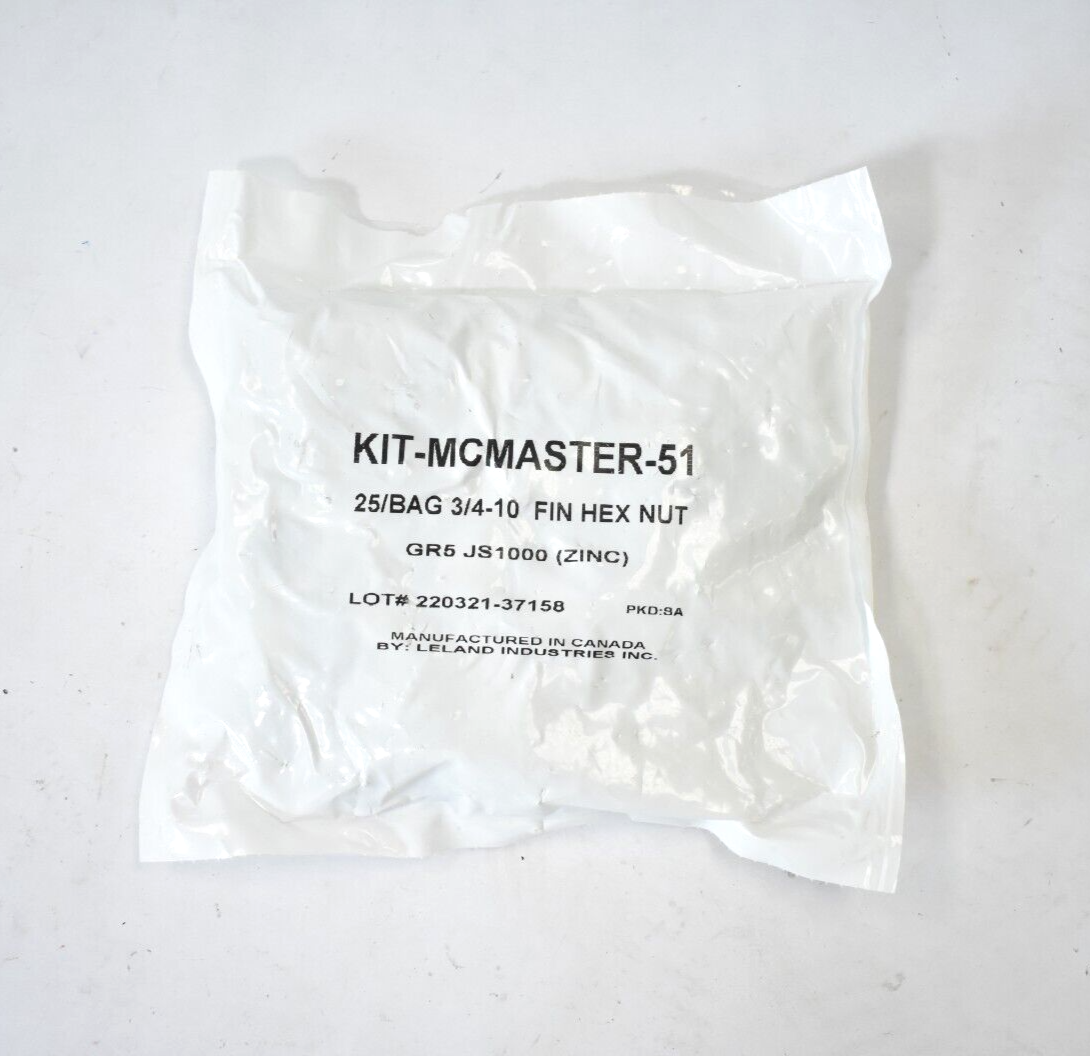 KIT-MCMASTER-51
25/BAG 3/4-10 FIN HEX NUT
GR5 JS1000 (ZINC)
LOT# 220321-37158 PKD:SA
MANUFACTURED IN CANADA
BY: LELAND INDUSTRIES INC.